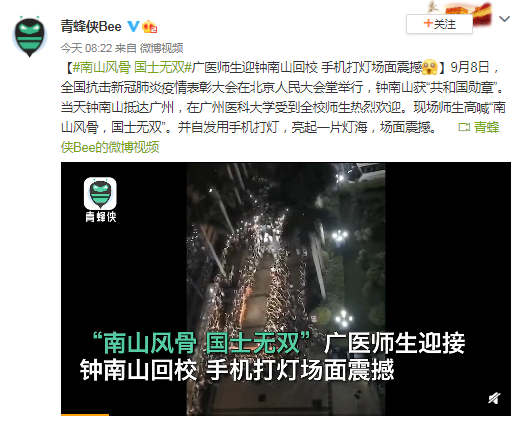 青蜂侠Bee
+关注
今天 08:22 来自 微博视频
【#南山风骨 国士无双#广医师生迎钟南山回校 手机打灯场面震撼】9月8日，
全国抗击新冠肺炎疫情表彰大会在北京人民大会堂举行，钟南山获“共和国勋章”。
当天钟南山抵达广州，在广州医科大学受到全校师生热烈欢迎。现场师生高喊“南
山风骨，国士无双”。并自发用手机打灯，亮起一片灯海，场面震撼。 青蜂
侠Bee的微博视频
青蜂侠
“南山风骨 国士无双”广医师生迎接
钟南山回校 手机打灯场面震撼